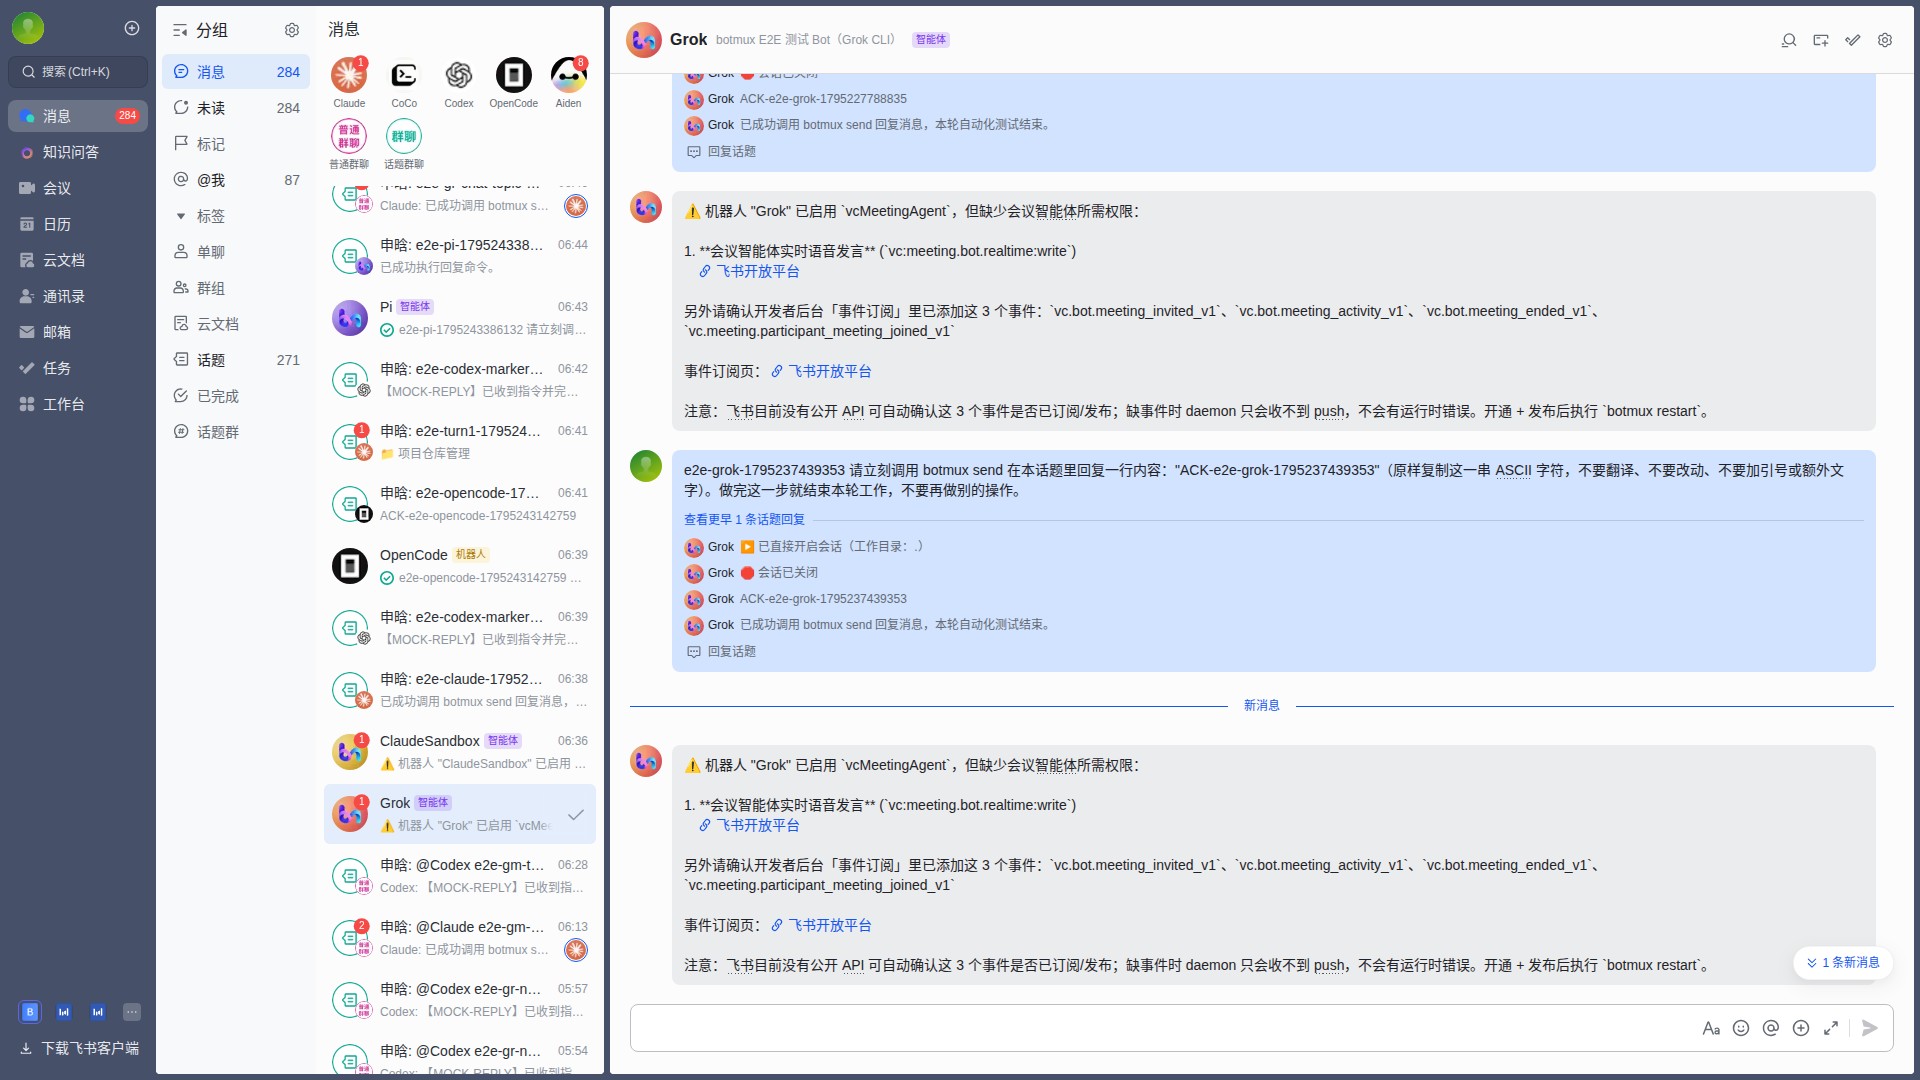 搜索 (Ctrl+K)
消息 284
知识问答
会议
日历
云文档
通讯录
邮箱
任务
工作台
下载飞书客户端
分组
消息 284
未读 284
标记
@我 87
标签
单聊
群组
云文档
话题 271
已完成
话题群
消息
1
8
Claude
CoCo
Codex
OpenCode
Aiden
普通群聊
群聊
普通群聊
话题群聊
Claude: 已成功调用 botmux s…
申晗: e2e-pi-179524338… 06:44
已成功执行回复命令。
Pi 智能体 06:43
e2e-pi-1795243386132 请立刻调…
申晗: e2e-codex-marker… 06:42
【MOCK-REPLY】已收到指令并完…
1
申晗: e2e-turn1-179524… 06:41
📁 项目仓库管理
申晗: e2e-opencode-17… 06:41
ACK-e2e-opencode-1795243142759
OpenCode 机器人 06:39
e2e-opencode-1795243142759 …
申晗: e2e-codex-marker… 06:39
【MOCK-REPLY】已收到指令并完…
申晗: e2e-claude-17952… 06:38
已成功调用 botmux send 回复消息，…
1
ClaudeSandbox 智能体 06:36
⚠️ 机器人 "ClaudeSandbox" 已启用 …
1
Grok 智能体
⚠️ 机器人 "Grok" 已启用 `vcMee
申晗: @Codex e2e-gm-t… 06:28
Codex: 【MOCK-REPLY】已收到指…
2
申晗: @Claude e2e-gm-… 06:13
Claude: 已成功调用 botmux s…
申晗: @Codex e2e-gr-n… 05:57
Codex: 【MOCK-REPLY】已收到指…
申晗: @Codex e2e-gr-n… 05:54
Codex: 【MOCK-REPLY】已收到指…
Grok botmux E2E 测试 Bot（Grok CLI） 智能体
Grok 🛑 会话已关闭
Grok ACK-e2e-grok-1795227788835
Grok 已成功调用 botmux send 回复消息，本轮自动化测试结束。
回复话题
⚠️ 机器人 "Grok" 已启用 `vcMeetingAgent`，但缺少会议智能体所需权限：
1. **会议智能体实时语音发言** (`vc:meeting.bot.realtime:write`)
飞书开放平台
另外请确认开发者后台「事件订阅」里已添加这 3 个事件：`vc.bot.meeting_invited_v1`、`vc.bot.meeting_activity_v1`、`vc.bot.meeting_ended_v1`、
`vc.meeting.participant_meeting_joined_v1`
事件订阅页： 飞书开放平台
注意：飞书目前没有公开 API 可自动确认这 3 个事件是否已订阅/发布；缺事件时 daemon 只会收不到 push，不会有运行时错误。开通 + 发布后执行 `botmux restart`。
e2e-grok-1795237439353 请立刻调用 botmux send 在本话题里回复一行内容："ACK-e2e-grok-1795237439353"（原样复制这一串 ASCII 字符，不要翻译、不要改动、不要加引号或额外文
字）。做完这一步就结束本轮工作，不要再做别的操作。
查看更早 1 条话题回复
Grok ▶️ 已直接开启会话（工作目录：.）
Grok 🛑 会话已关闭
Grok ACK-e2e-grok-1795237439353
Grok 已成功调用 botmux send 回复消息，本轮自动化测试结束。
回复话题
新消息
⚠️ 机器人 "Grok" 已启用 `vcMeetingAgent`，但缺少会议智能体所需权限：
1. **会议智能体实时语音发言** (`vc:meeting.bot.realtime:write`)
飞书开放平台
另外请确认开发者后台「事件订阅」里已添加这 3 个事件：`vc.bot.meeting_invited_v1`、`vc.bot.meeting_activity_v1`、`vc.bot.meeting_ended_v1`、
`vc.meeting.participant_meeting_joined_v1`
事件订阅页： 飞书开放平台
注意：飞书目前没有公开 API 可自动确认这 3 个事件是否已订阅/发布；缺事件时 daemon 只会收不到 push，不会有运行时错误。开通 + 发布后执行 `botmux restart`。
1 条新消息